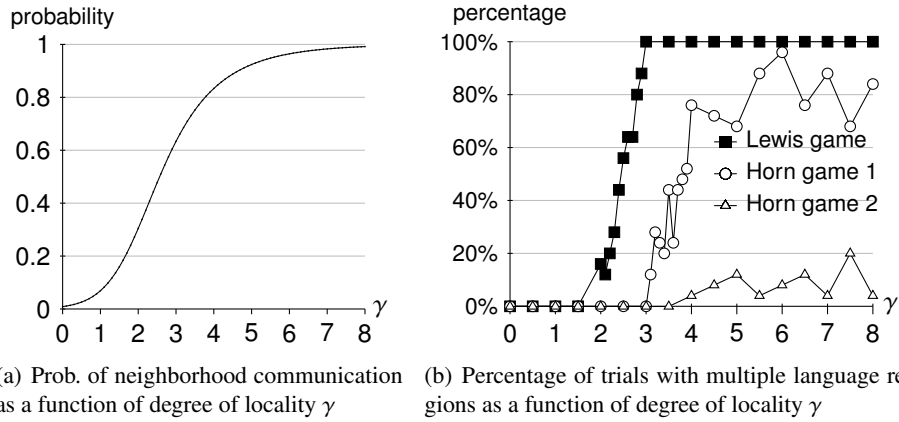 probability
1
0.8
0.6
0.4
0.2
0
0 1 2 3 4 5 6 7 8
γ
percentage
100%
80%
60%
40%
20%
0%
Lewis game
Horn game 1
Horn game 2
0 1 2 3 4 5 6 7 8
γ
a) Prob. of neighborhood communication
as a function of degree of locality γ
(b) Percentage of trials with multiple language re-
gions as a function of degree of locality γ